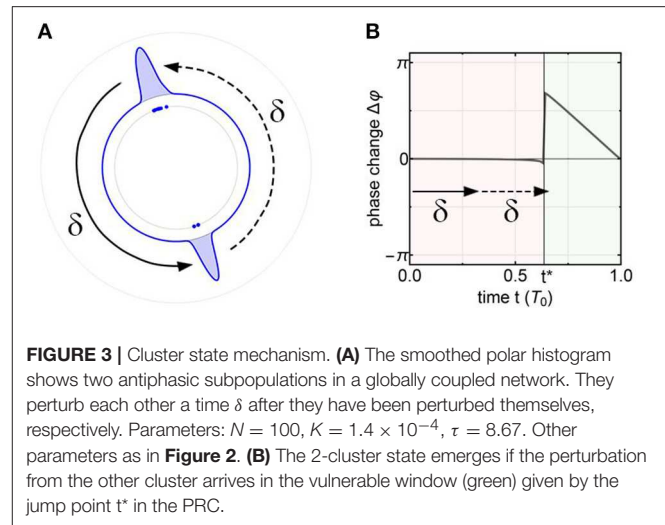 A
B
δ
δ
phase change Δφ
π
0
−π
δ
δ
0.0
0.5
t*
1.0
time t (T₀)
FIGURE 3 | Cluster state mechanism. (A) The smoothed polar histogram
shows two antiphasic subpopulations in a globally coupled network. They
perturb each other a time δ after they have been perturbed themselves,
respectively. Parameters: N = 100, K = 1.4 × 10⁻⁴, τ = 8.67. Other
parameters as in Figure 2. (B) The 2-cluster state emerges if the perturbation
from the other cluster arrives in the vulnerable window (green) given by the
jump point t* in the PRC.